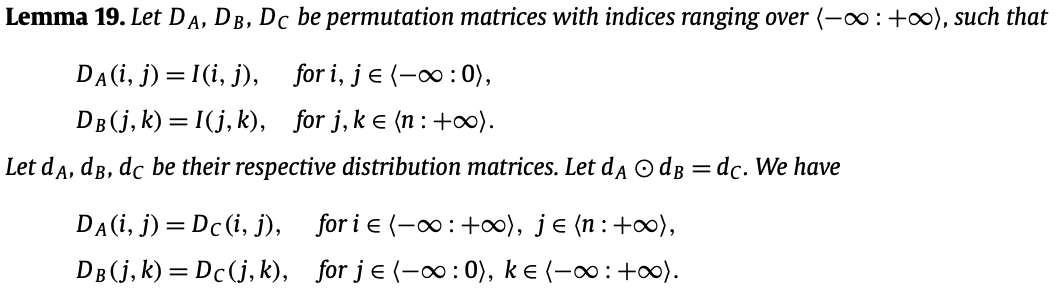 Lemma 19. Let D_A, D_B, D_C be permutation matrices with indices ranging over ⟨−∞ : +∞⟩, such that
D_A(i, j) = I(i, j), for i, j ∈ ⟨−∞ : 0⟩,
D_B(j, k) = I(j, k), for j, k ∈ ⟨n : +∞⟩.
Let d_A, d_B, d_C be their respective distribution matrices. Let d_A ⊙ d_B = d_C. We have
D_A(i, j) = D_C(i, j), for i ∈ ⟨−∞ : +∞⟩, j ∈ ⟨n : +∞⟩,
D_B(j, k) = D_C(j, k), for j ∈ ⟨−∞ : 0⟩, k ∈ ⟨−∞ : +∞⟩.